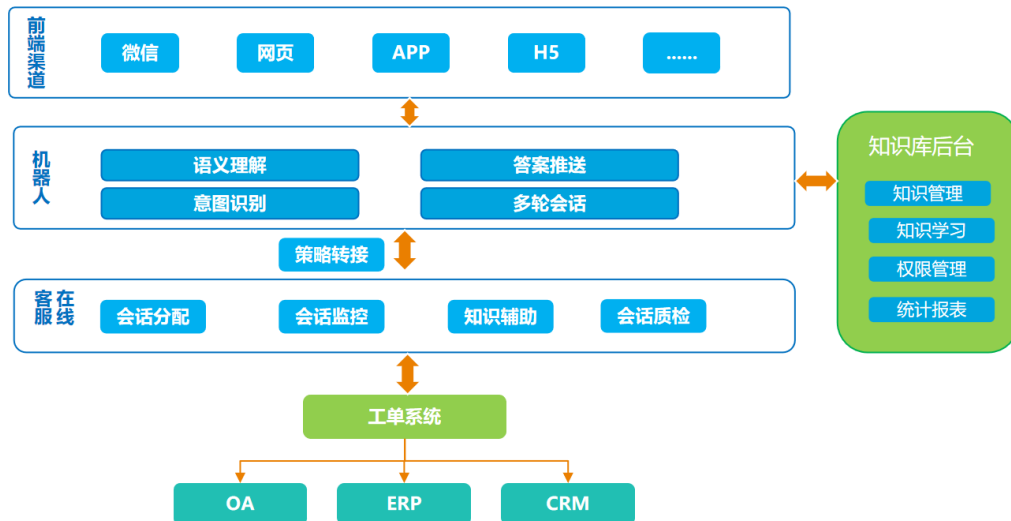 前端渠道
微信
网页
APP
H5
......
机器人
语义理解
答案推送
意图识别
多轮会话
知识库后台
知识管理
知识学习
权限管理
统计报表
策略转接
在线
客服
会话分配
会话监控
知识辅助
会话质检
工单系统
OA
ERP
CRM